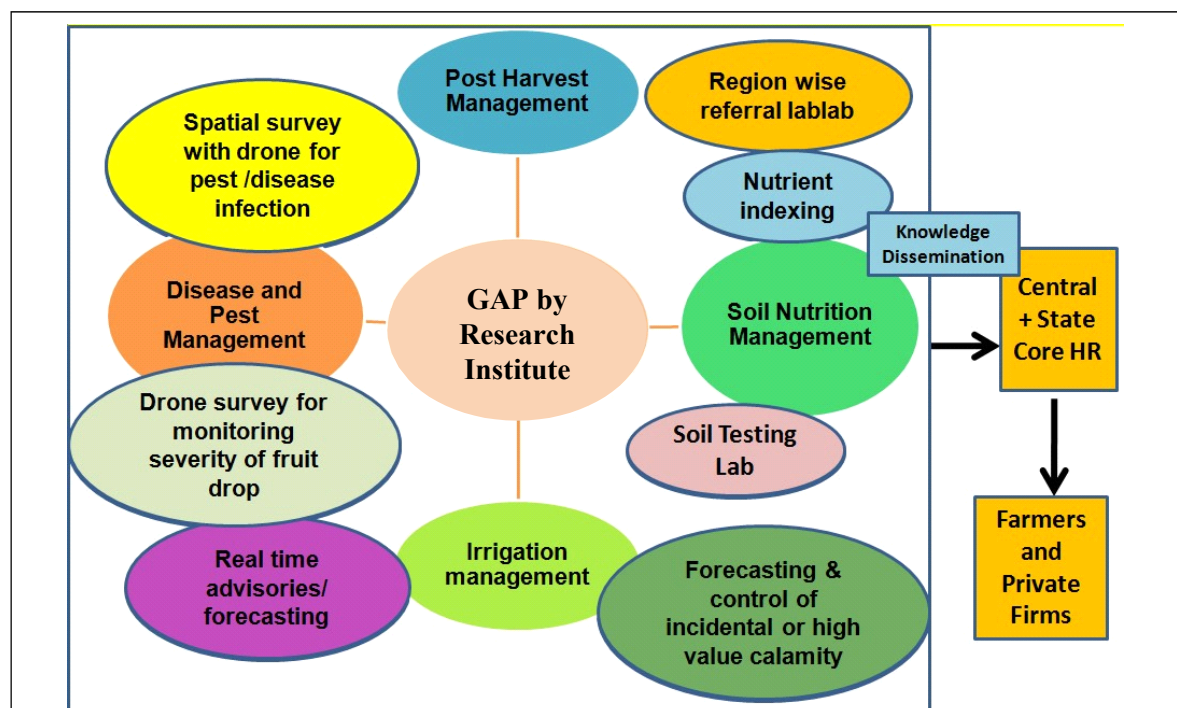 Post Harvest
Management
Region wise
referral lablab
Spatial survey
with drone for
pest /disease
infection
Nutrient
indexing
Knowledge
Dissemination
Disease and
Pest
Management
GAP by
Research
Institute
Soil Nutrition
Management
Central
+ State
Core HR
Drone survey for
monitoring
severity of fruit
drop
Soil Testing
Lab
Real time
advisories/
forecasting
Irrigation
management
Forecasting &
control of
incidental or high
value calamity
Farmers
and
Private
Firms